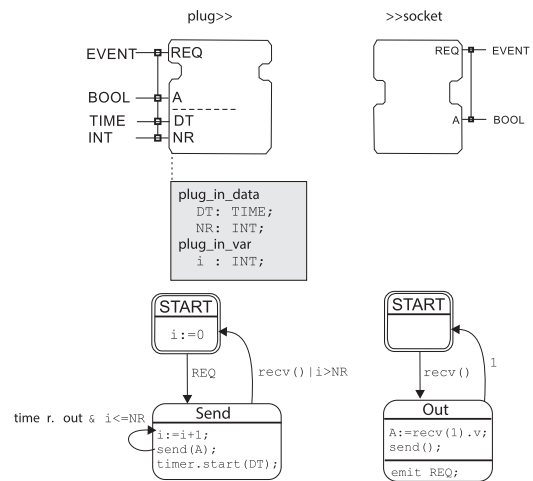 plug>>
>>socket
EVENT
REQ
BOOL
A
TIME
DT
INT
NR
REQ
EVENT
A
BOOL
plug_in_data
DT: TIME;
NR: INT;
plug_in_var
i : INT;
START
i:=0
REQ
recv()|i>NR
time r. out & i<=NR
Send
i:=i+1;
send(A);
timer.start(DT);
START
recv()
1
Out
A:=recv(1).v;
send();
emit REQ;